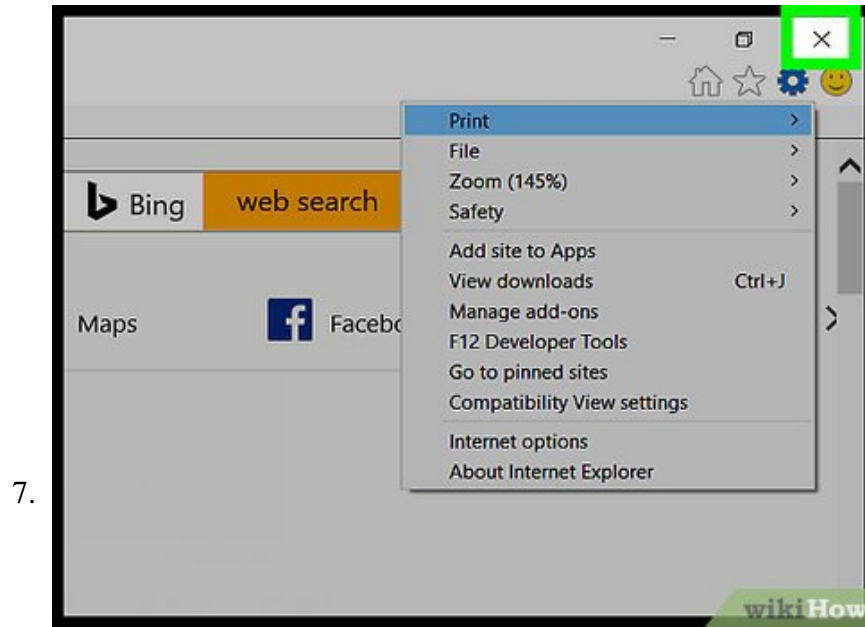 Print
File
Zoom (145%)
Safety
Bing
web search
Add site to Apps
View downloads Ctrl+J
Maps
Facebo
Manage add-ons
F12 Developer Tools
Go to pinned sites
Compatibility View settings
Internet options
About Internet Explorer
7.
wikiHow